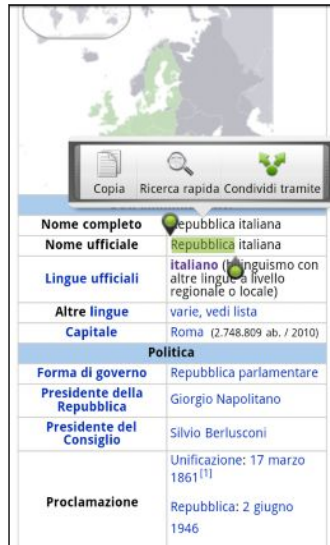 Copia Ricerca rapida Condividi tramite
Nome completo Repubblica italiana
Nome ufficiale Repubblica italiana
Lingue ufficiali italiano (bilinguismo con
altre lingue a livello
regionale o locale)
Altre lingue varie, vedi lista
Capitale Roma (2.748.809 ab. / 2010)
Politica
Forma di governo Repubblica parlamentare
Presidente della
Repubblica Giorgio Napolitano
Presidente del
Consiglio Silvio Berlusconi
Proclamazione Unificazione: 17 marzo
1861[1]
Repubblica: 2 giugno
1946